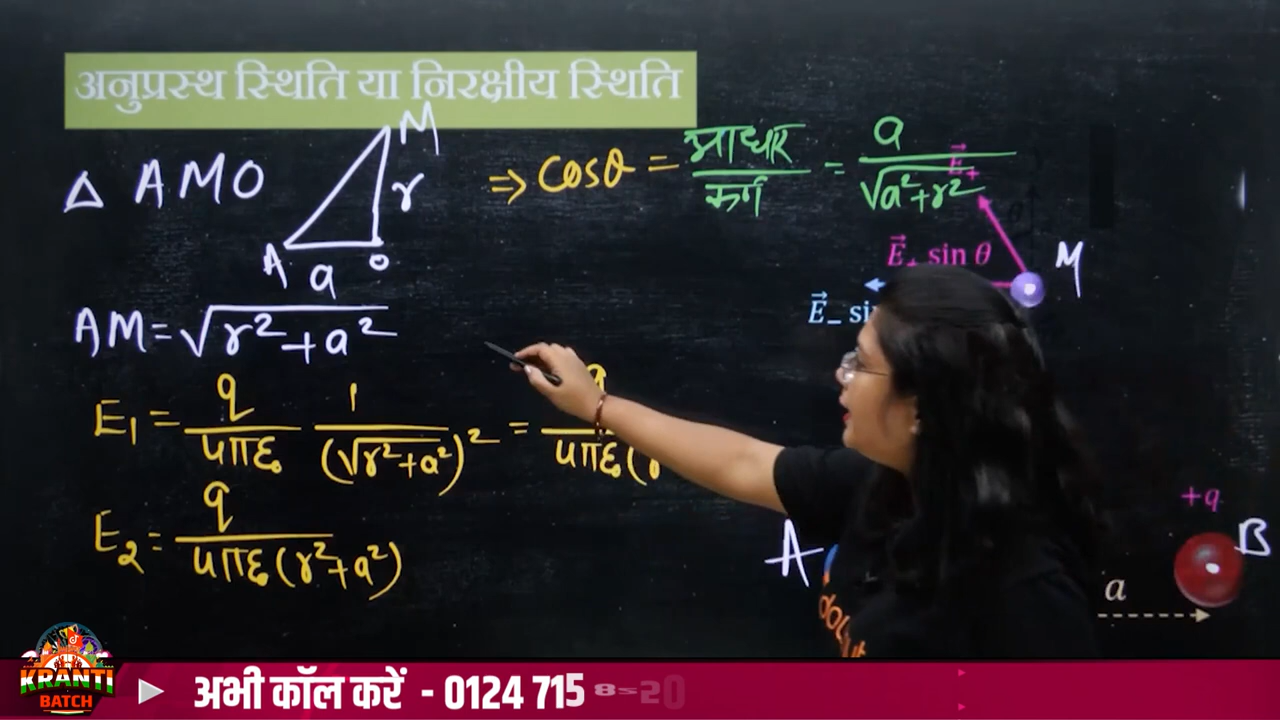 अनुप्रस्थ स्थिति या निरक्षीय स्थिति
△ AMO
M
r
A
a
o
⇒ cosθ = आधार/कर्ण = a/√a²+r²
E⃗₊
θ
E⃗₊ sin θ
M
E⃗₋
AM = √r²+a²
E₁ = q/4πε₀ 1/(√r²+a²)² =
E₂ = q/4πε₀(r²+a²)
+q
A
B
a
KRANTI
BATCH
अभी कॉल करें - 0124 715